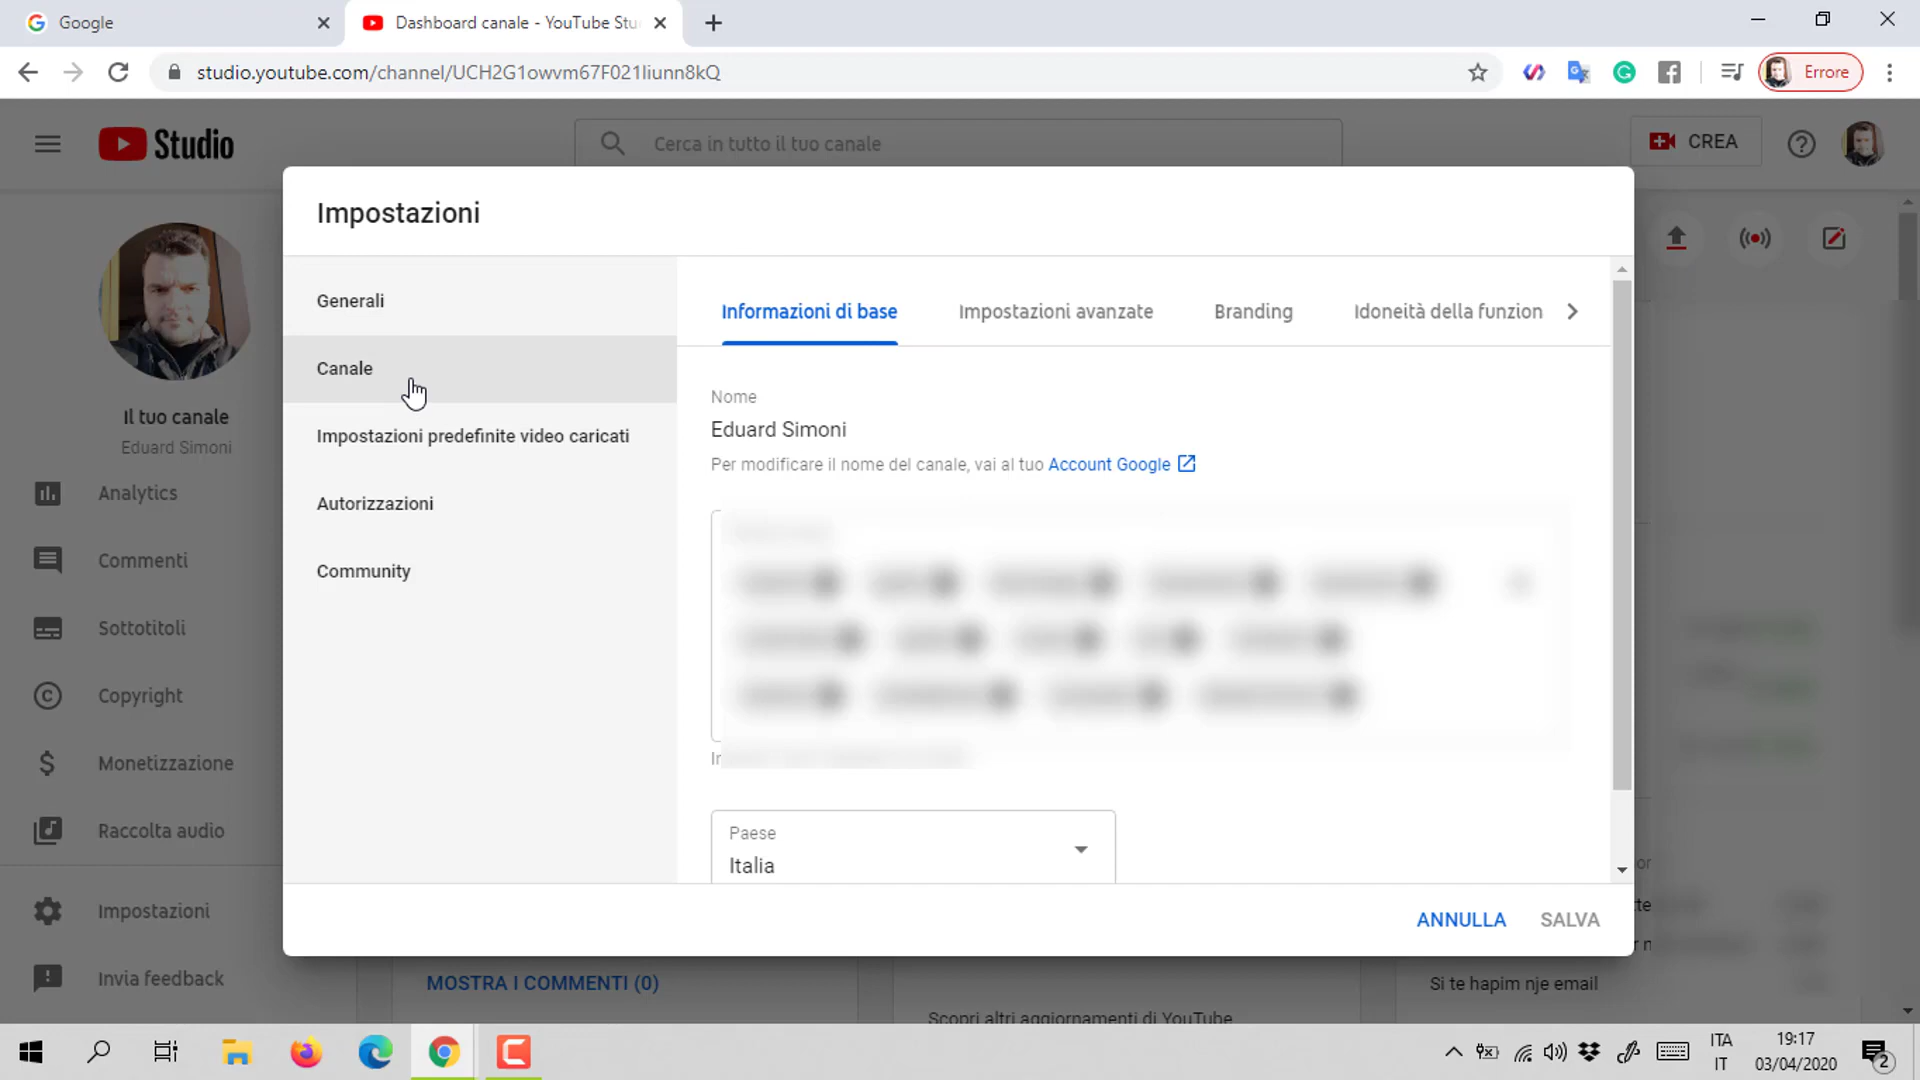 Google
Dashboard canale - YouTube Stu
studio.youtube.com/channel/UCH2G1owvm67F021liunn8kQ
Errore
Studio
Cerca in tutto il tuo canale
CREA
Impostazioni
Il tuo canale
Eduard Simoni
Analytics
Commenti
Sottotitoli
Copyright
Monetizzazione
Raccolta audio
Impostazioni
Invia feedback
Generali
Canale
Impostazioni predefinite video caricati
Autorizzazioni
Community
Informazioni di base
Impostazioni avanzate
Branding
Idoneità della funzion
Nome
Eduard Simoni
Per modificare il nome del canale, vai al tuo Account Google
Paese
Italia
ANNULLA
SALVA
MOSTRA I COMMENTI (0)
Scopri altri aggiornamenti di YouTube
Si te hapim nje email
ITA
IT
19:17
03/04/2020
2